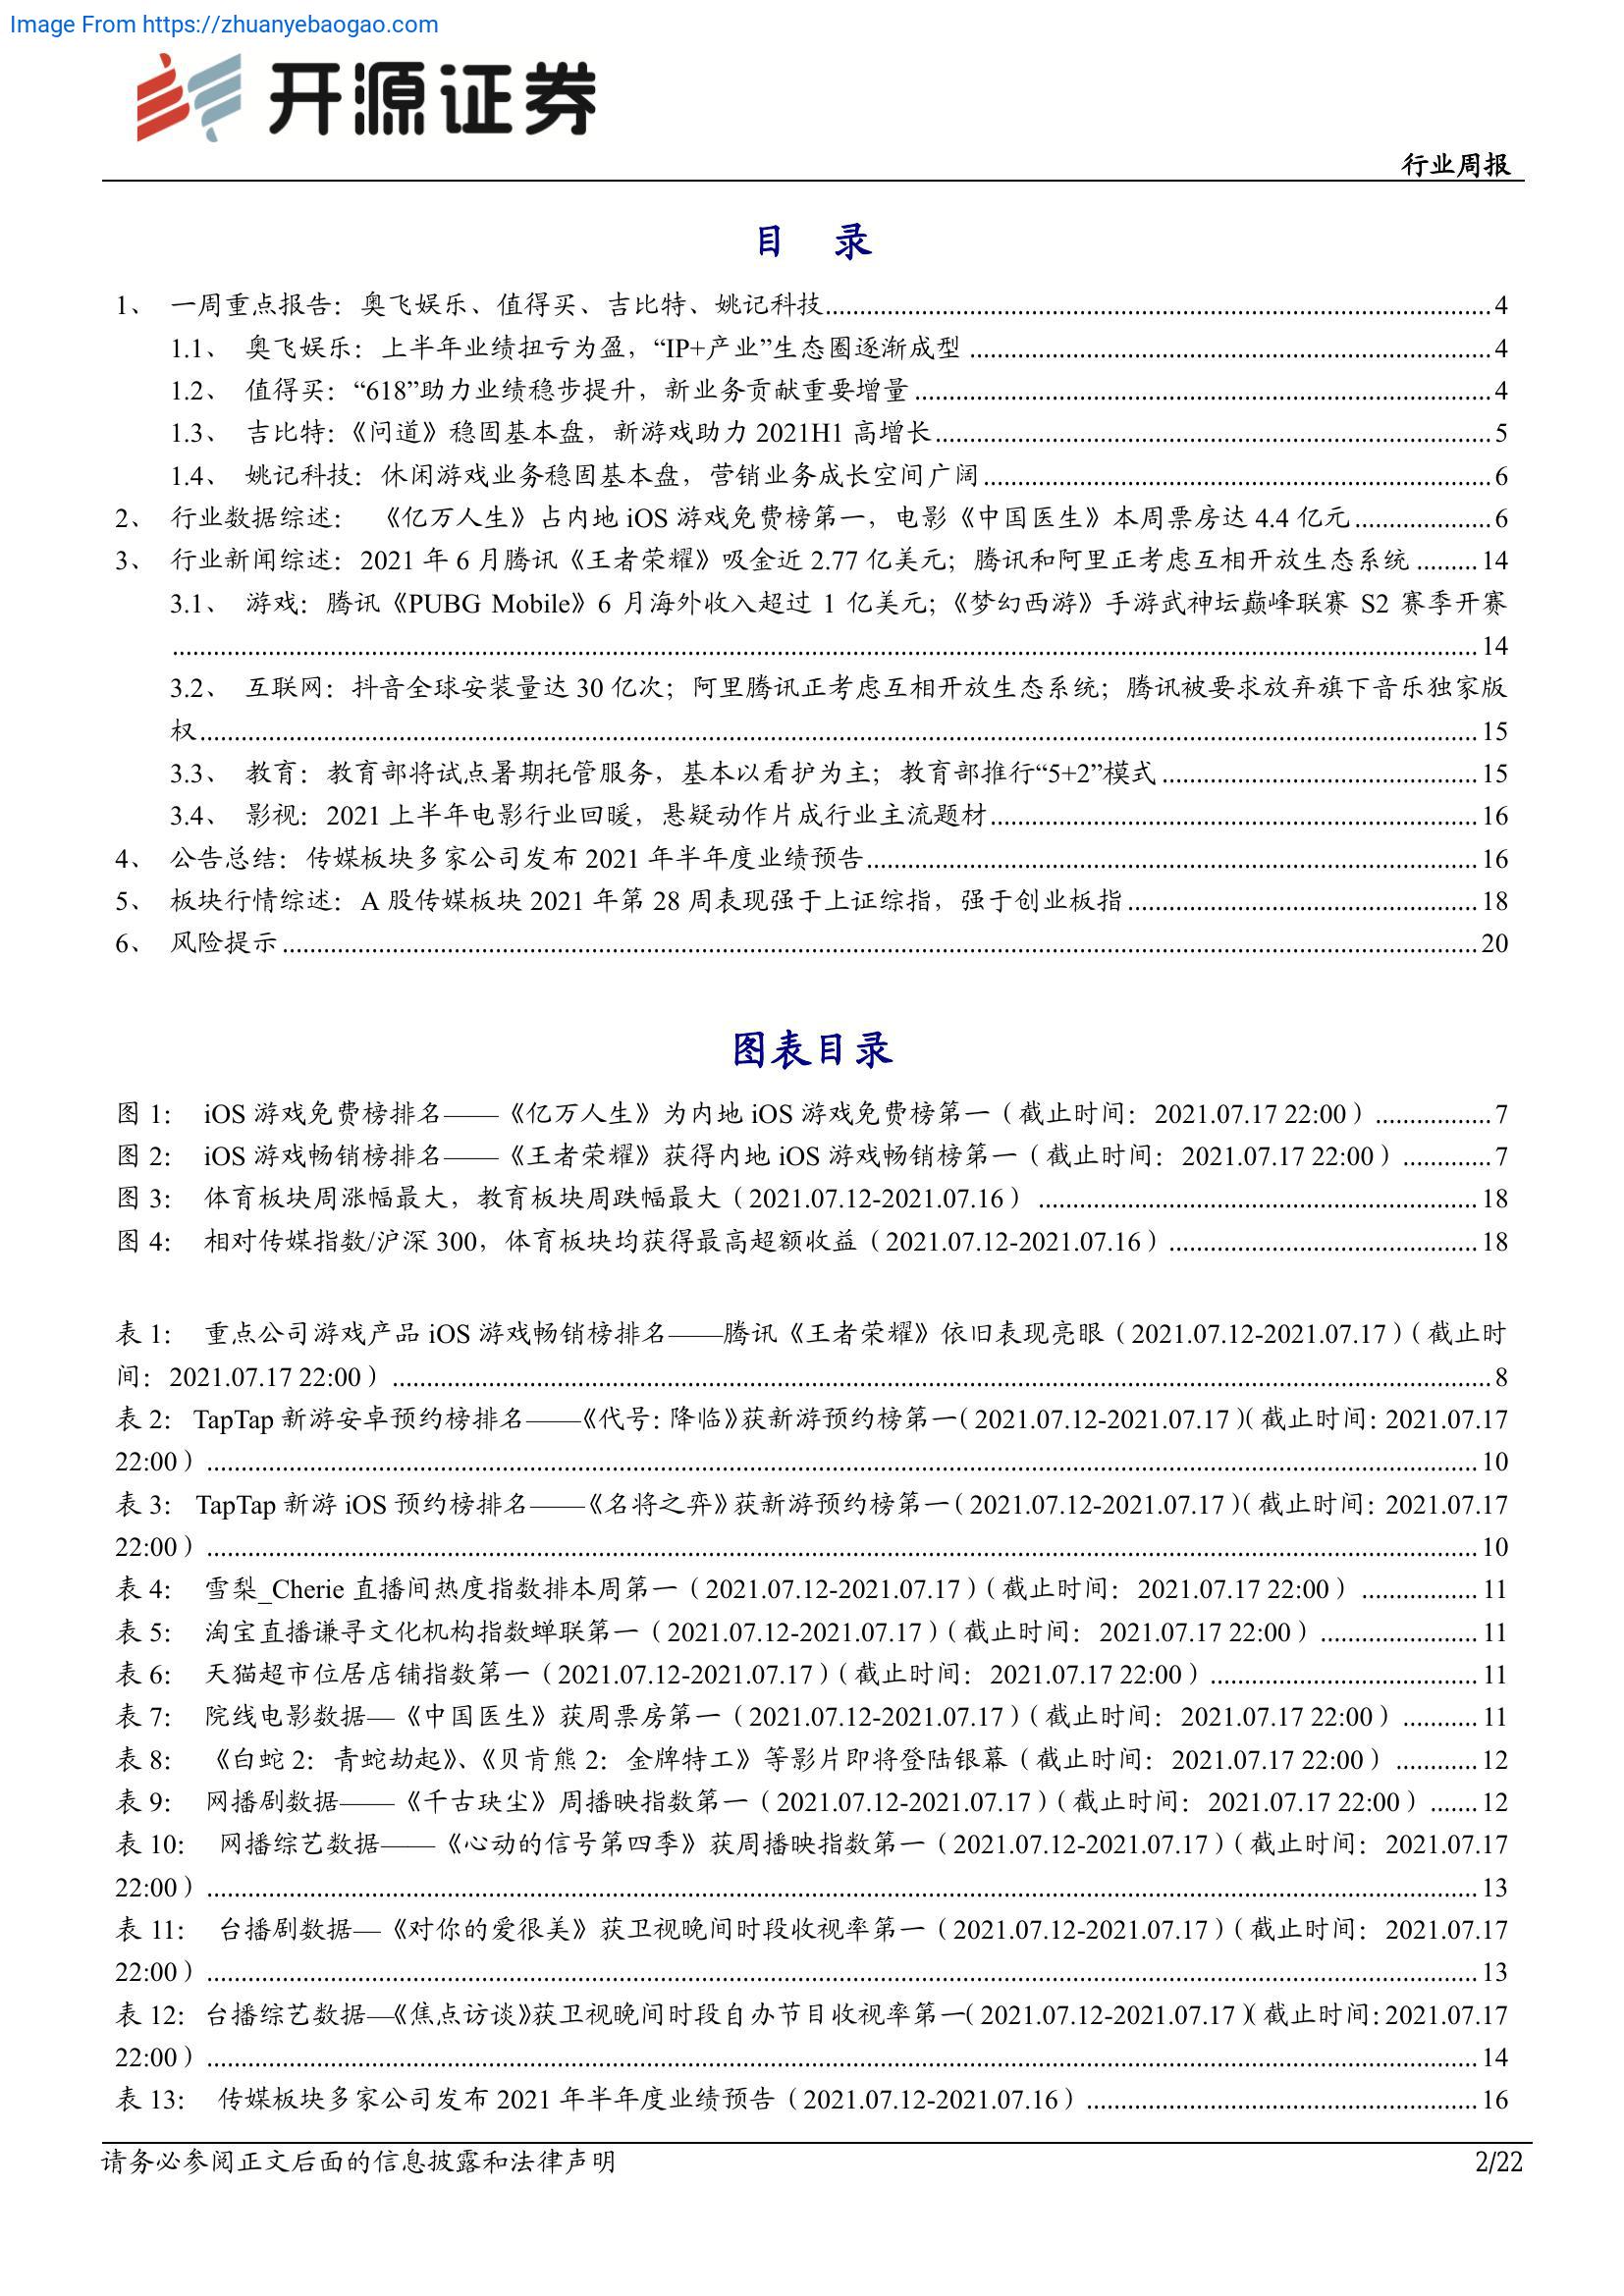 Image From https://zhuanyebaogao.com
开源证券
行业周报
目 录
1、 一周重点报告：奥飞娱乐、值得买、吉比特、姚记科技........................4
1.1、 奥飞娱乐：上半年业绩扭亏为盈，“IP+产业”生态圈逐渐成型........................4
1.2、 值得买：“618”助力业绩稳步提升，新业务贡献重要增量........................4
1.3、 吉比特：《问道》稳固基本盘，新游戏助力 2021H1 高增长........................5
1.4、 姚记科技：休闲游戏业务稳固基本盘，营销业务成长空间广阔........................6
2、 行业数据综述： 《亿万人生》占内地 iOS 游戏免费榜第一，电影《中国医生》本周票房达 4.4 亿元........................6
3、 行业新闻综述：2021 年 6 月腾讯《王者荣耀》吸金近 2.77 亿美元；腾讯和阿里正考虑互相开放生态系统.........14
3.1、 游戏：腾讯《PUBG Mobile》6 月海外收入超过 1 亿美元；《梦幻西游》手游武神坛巅峰联赛 S2 赛季开赛
........................14
3.2、 互联网：抖音全球安装量达 30 亿次；阿里腾讯正考虑互相开放生态系统；腾讯被要求放弃旗下音乐独家版
权........................15
3.3、 教育：教育部将试点暑期托管服务，基本以看护为主；教育部推行“5+2”模式........................15
3.4、 影视：2021 上半年电影行业回暖，悬疑动作片成行业主流题材........................16
4、 公告总结：传媒板块多家公司发布 2021 年半年度业绩预告........................16
5、 板块行情综述：A 股传媒板块 2021 年第 28 周表现强于上证综指，强于创业板指........................18
6、 风险提示........................20
图表目录
图 1： iOS 游戏免费榜排名——《亿万人生》为内地 iOS 游戏免费榜第一（截止时间：2021.07.17 22:00）.................7
图 2： iOS 游戏畅销榜排名——《王者荣耀》获得内地 iOS 游戏畅销榜第一（截止时间：2021.07.17 22:00）.............7
图 3： 体育板块周涨幅最大，教育板块周跌幅最大（2021.07.12-2021.07.16）........................18
图 4： 相对传媒指数/沪深 300，体育板块均获得最高超额收益（2021.07.12-2021.07.16）........................18
表 1： 重点公司游戏产品 iOS 游戏畅销榜排名——腾讯《王者荣耀》依旧表现亮眼（2021.07.12-2021.07.17）（截止时
间：2021.07.17 22:00）........................8
表 2： TapTap 新游安卓预约榜排名——《代号：降临》获新游预约榜第一（2021.07.12-2021.07.17）（截止时间：2021.07.17
22:00）........................10
表 3： TapTap 新游 iOS 预约榜排名——《名将之弈》获新游预约榜第一（2021.07.12-2021.07.17）（截止时间：2021.07.17
22:00）........................10
表 4： 雪梨_Cherie 直播间热度指数排本周第一（2021.07.12-2021.07.17）（截止时间：2021.07.17 22:00）.................11
表 5： 淘宝直播谦寻文化机构指数蝉联第一（2021.07.12-2021.07.17）（截止时间：2021.07.17 22:00）.......................11
表 6： 天猫超市位居店铺指数第一（2021.07.12-2021.07.17）（截止时间：2021.07.17 22:00）........................11
表 7： 院线电影数据—《中国医生》获周票房第一（2021.07.12-2021.07.17）（截止时间：2021.07.17 22:00）...........11
表 8： 《白蛇 2：青蛇劫起》、《贝肯熊 2：金牌特工》等影片即将登陆银幕（截止时间：2021.07.17 22:00）............12
表 9： 网播剧数据——《千古玦尘》周播映指数第一（2021.07.12-2021.07.17）（截止时间：2021.07.17 22:00）.......12
表 10： 网播综艺数据——《心动的信号第四季》获周播映指数第一（2021.07.12-2021.07.17）（截止时间：2021.07.17
22:00）........................13
表 11： 台播剧数据—《对你的爱很美》获卫视晚间时段收视率第一（2021.07.12-2021.07.17）（截止时间：2021.07.17
22:00）........................13
表 12： 台播综艺数据—《焦点访谈》获卫视晚间时段自办节目收视率第一（2021.07.12-2021.07.17）（截止时间：2021.07.17
22:00）........................14
表 13： 传媒板块多家公司发布 2021 年半年度业绩预告（2021.07.12-2021.07.16）........................16
请务必参阅正文后面的信息披露和法律声明
2/22